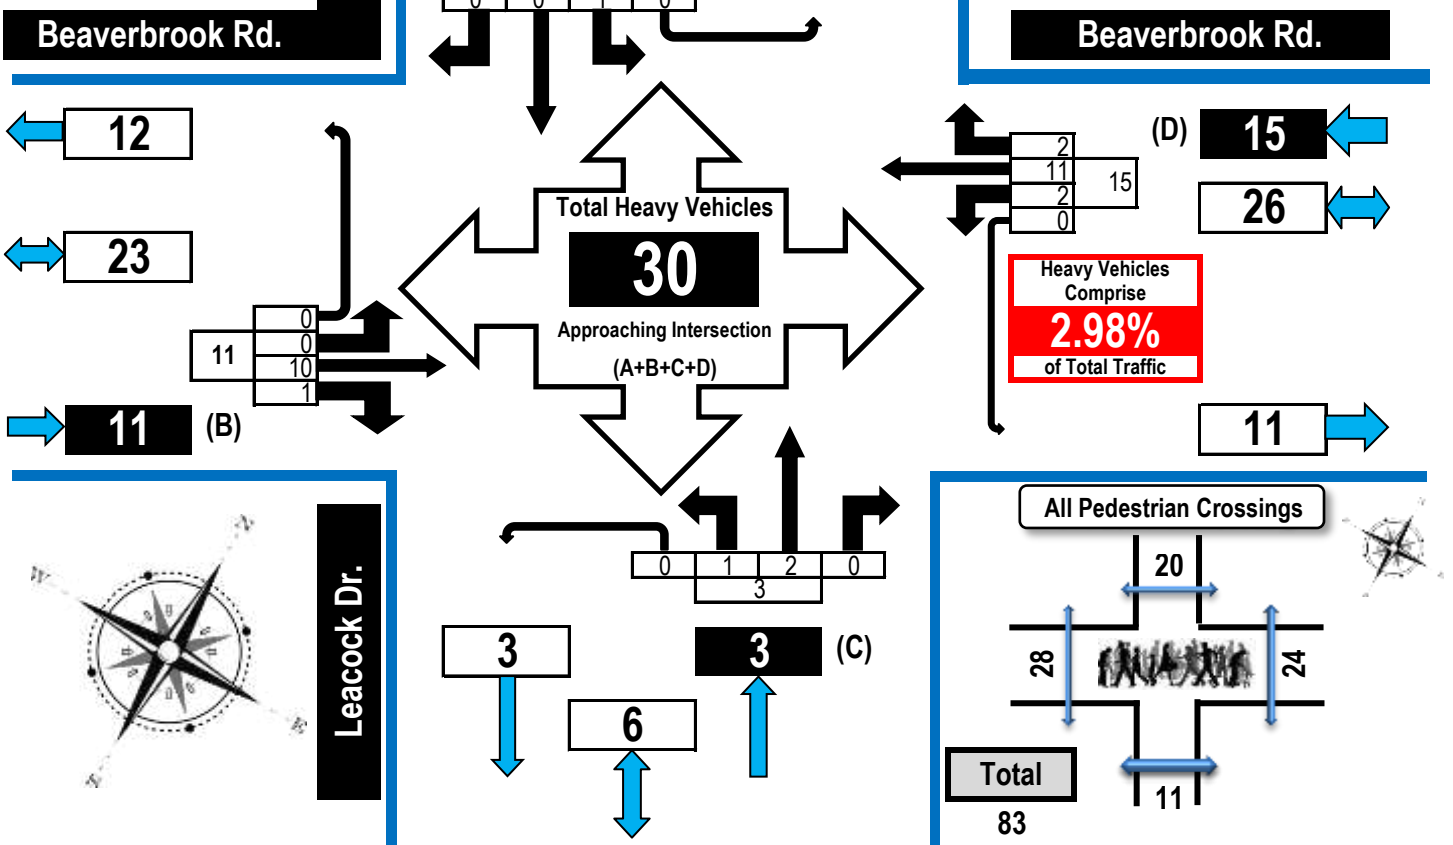 0 0 1 0
Beaverbrook Rd.
Beaverbrook Rd.
12
23
0
0
11
10
1
11
(B)
Total Heavy Vehicles
30
Approaching Intersection
(A+B+C+D)
2
11
15
2
0
(D)
15
26
Heavy Vehicles
Comprise
2.98%
of Total Traffic
11
N
W
E
Leacock Dr.
0 1 2 0
3
3
3
(C)
6
All Pedestrian Crossings
20
28
24
11
Total
83